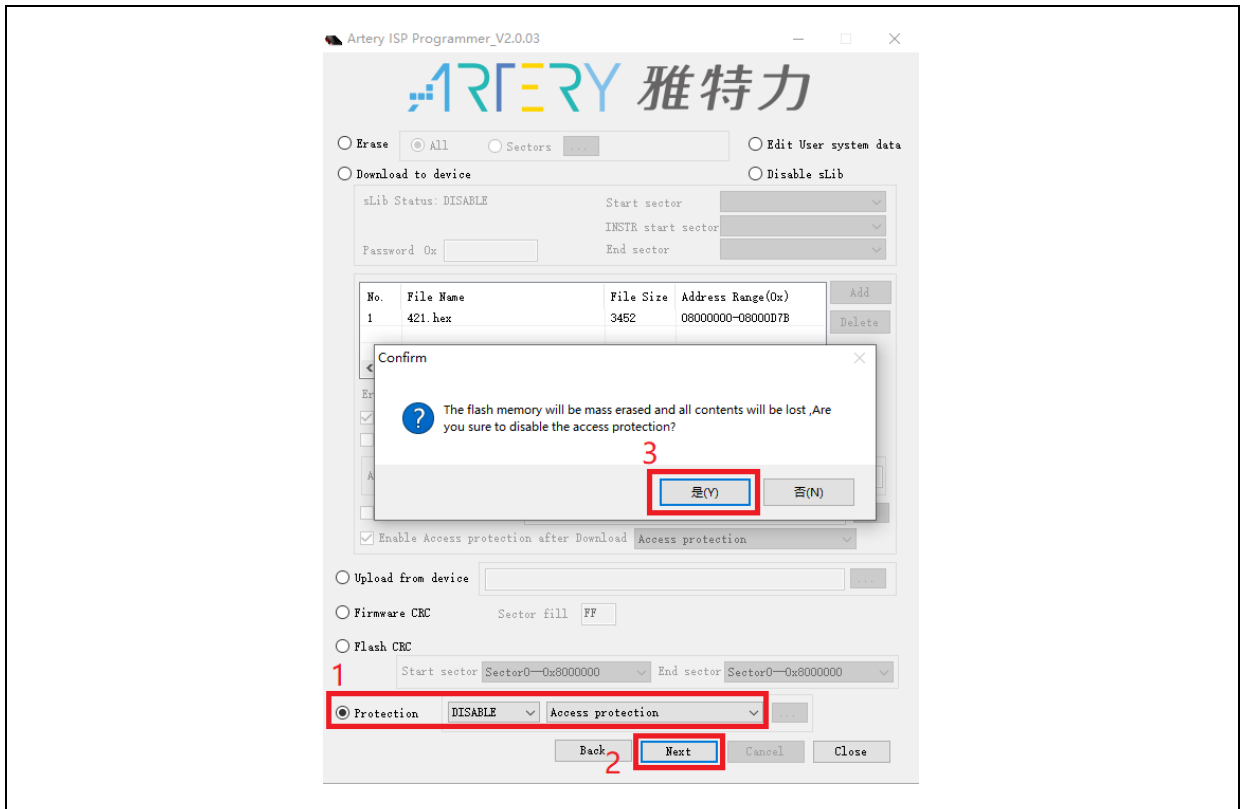 Artery ISP Programmer_V2.0.03
ARTERY 雅特力
Erase All Sectors ... Edit User system data
Download to device Disable sLib
sLib Status: DISABLE Start sector
INSTR start sector
Password 0x End sector
No. File Name File Size Address Range(0x) Add
1 421.hex 3452 08000000-08000D7B Delete
Confirm
<
Er
The flash memory will be mass erased and all contents will be lost ,Are
you sure to disable the access protection?
3
A
是(Y) 否(N)
Enable Access protection after Download Access protection
Upload from device ...
Firmware CRC Sector fill FF
Flash CRC
1
Start sector Sector0—0x8000000 End sector Sector0—0x8000000
Protection DISABLE Access protection ...
Back Next Cancel Close
2